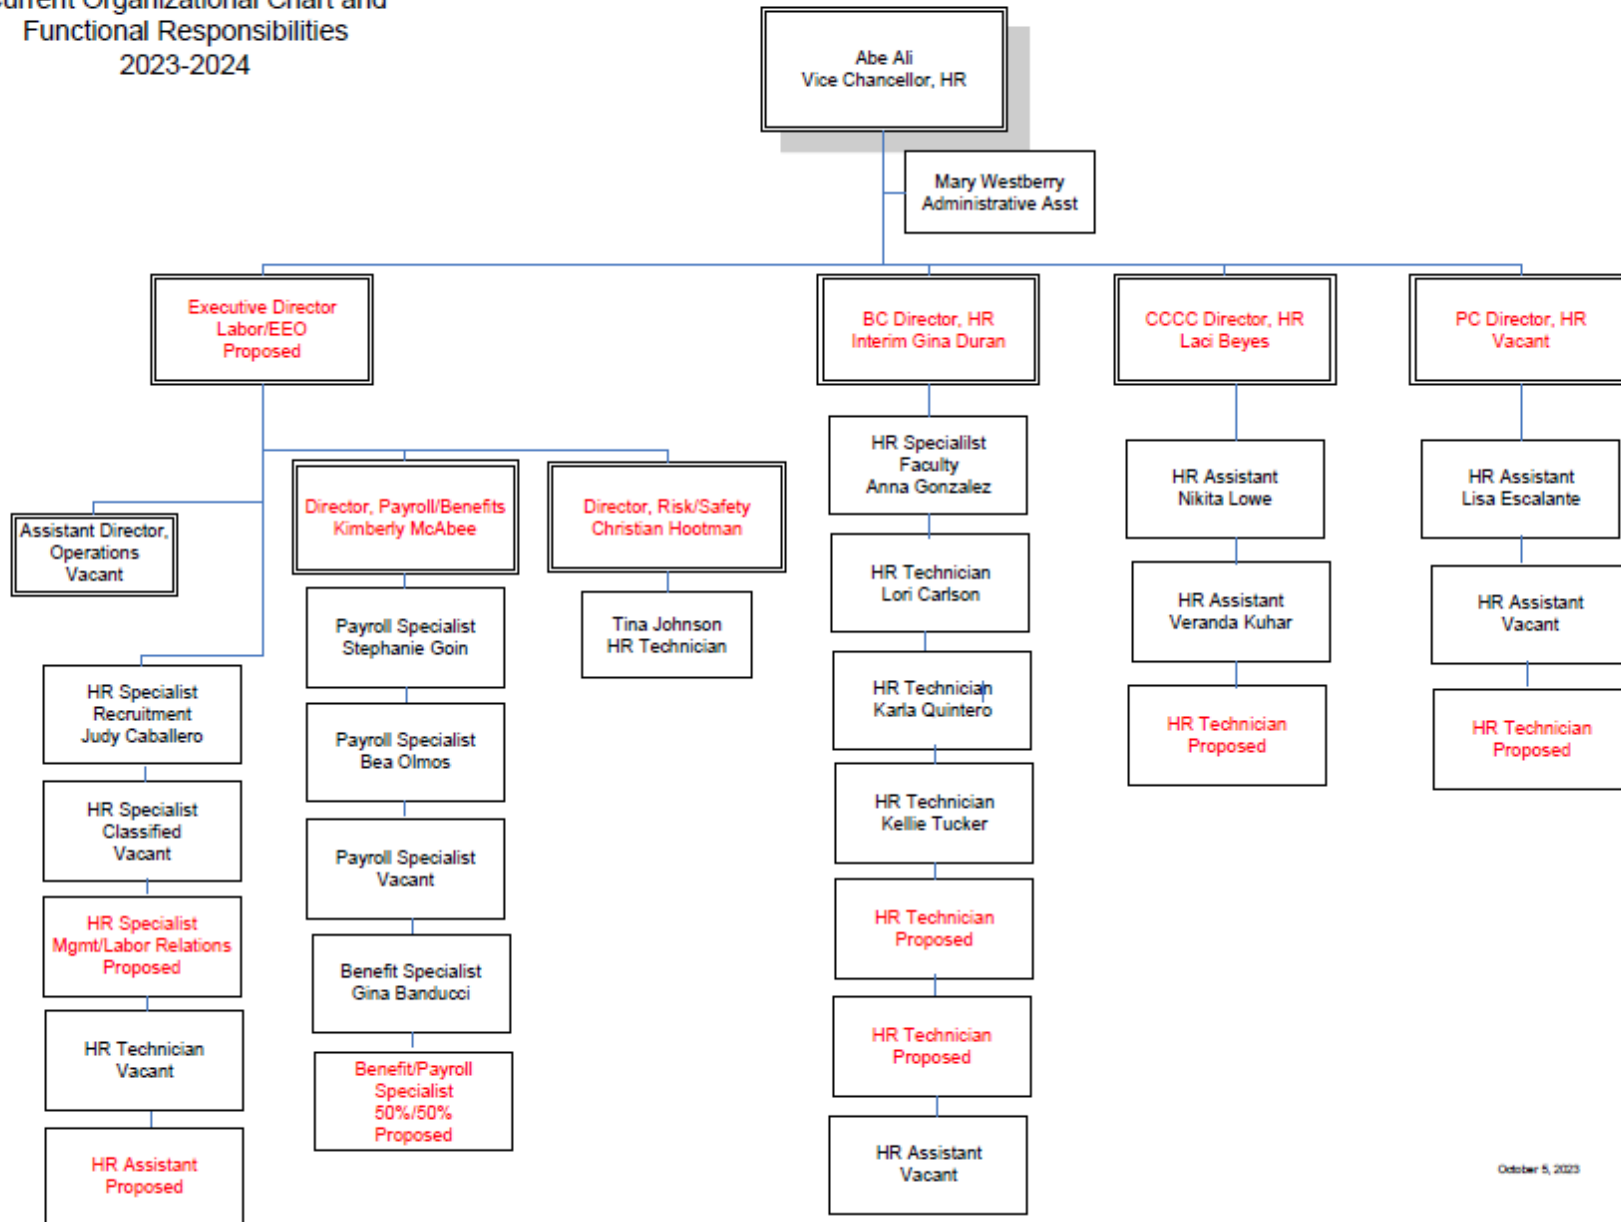 Organizational Chart and
Functional Responsibilities
2023-2024
Abe Ali
Vice Chancellor, HR
Mary Westberry
Administrative Asst
Executive Director
Labor/EEO
Proposed
BC Director, HR
Interim Gina Duran
CCCC Director, HR
Laci Beyes
PC Director, HR
Vacant
Assistant Director,
Operations
Vacant
Director, Payroll/Benefits
Kimberly McAbee
Director, Risk/Safety
Christian Hootman
HR Specialist
Recruitment
Judy Caballero
HR Specialist
Classified
Vacant
HR Specialist
Mgmt/Labor Relations
Proposed
HR Technician
Vacant
HR Assistant
Proposed
Payroll Specialist
Stephanie Goin
Payroll Specialist
Bea Olmos
Payroll Specialist
Vacant
Benefit Specialist
Gina Banducci
Benefit/Payroll
Specialist
50%/50%
Proposed
Tina Johnson
HR Technician
HR Specialilst
Faculty
Anna Gonzalez
HR Technician
Lori Carlson
HR Technician
Karla Quintero
HR Technician
Kellie Tucker
HR Technician
Proposed
HR Technician
Proposed
HR Assistant
Vacant
HR Assistant
Nikita Lowe
HR Assistant
Veranda Kuhar
HR Technician
Proposed
HR Assistant
Lisa Escalante
HR Assistant
Vacant
HR Technician
Proposed
October 5, 2023